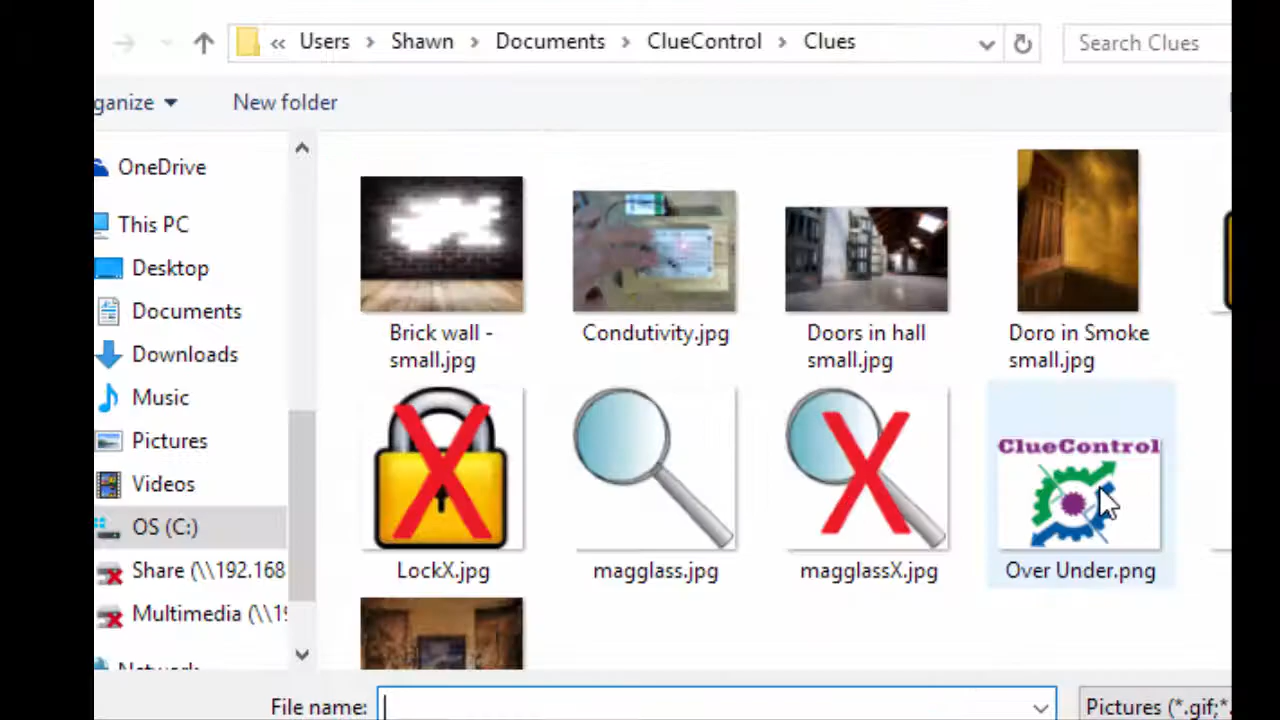 « Users > Shawn > Documents > ClueControl > Clues
Search Clues
ganize
New folder
OneDrive
This PC
Desktop
Documents
Downloads
Music
Pictures
Videos
OS (C:)
Share (\\192.168
Multimedia (\\19
Brick wall -
small.jpg
Condutivity.jpg
Doors in hall
small.jpg
Doro in Smoke
small.jpg
LockX.jpg
magglass.jpg
magglassX.jpg
ClueControl
Over Under.png
File name:
Pictures (*.gif;*.